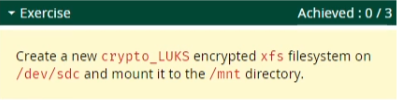 Exercise
Achieved : 0 / 3
Create a new crypto_LUKS encrypted xfs filesystem on
/dev/sdc and mount it to the /mnt directory.